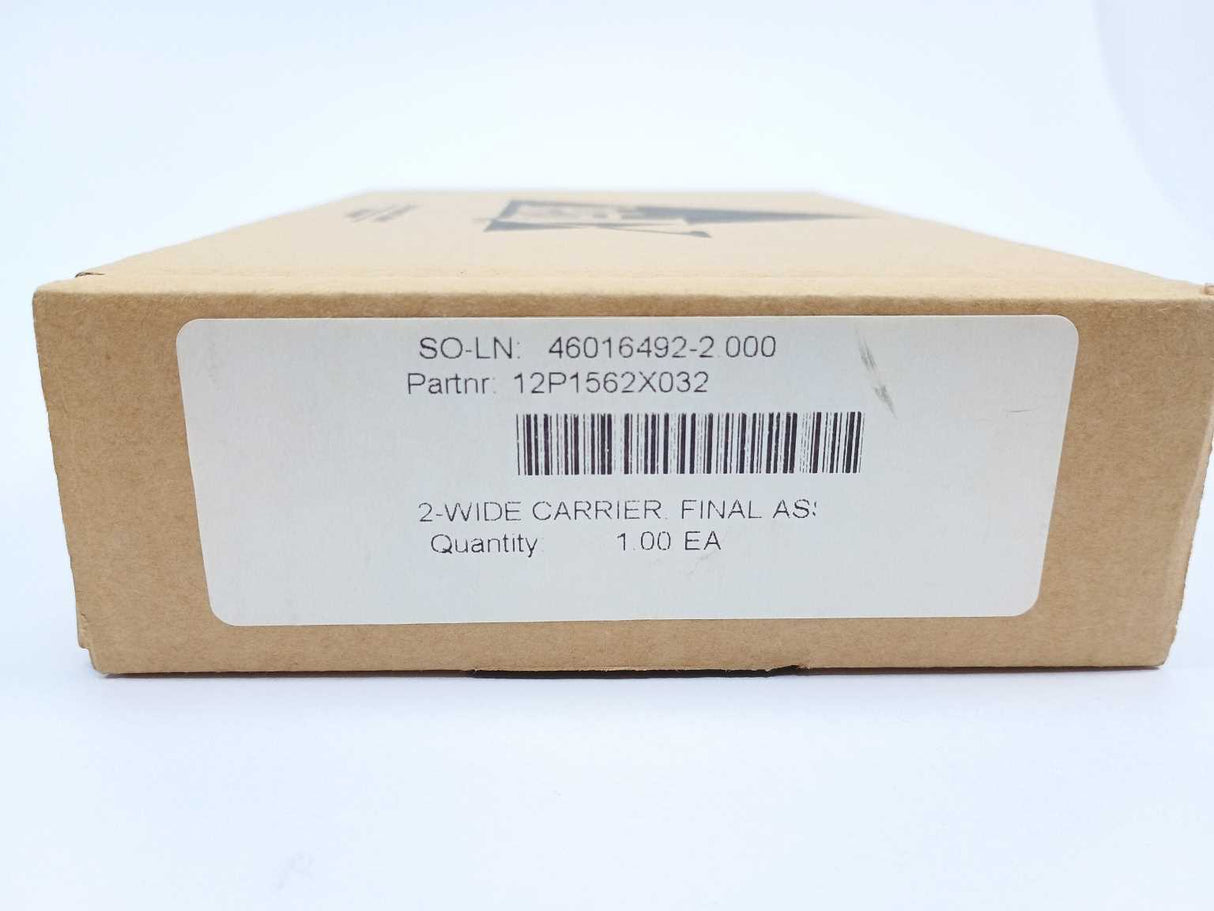 SO-LN: 46016492-2.000
Partnr: 12P1562X032
2-WIDE CARRIER, FINAL AS
Quantity 1.00 EA